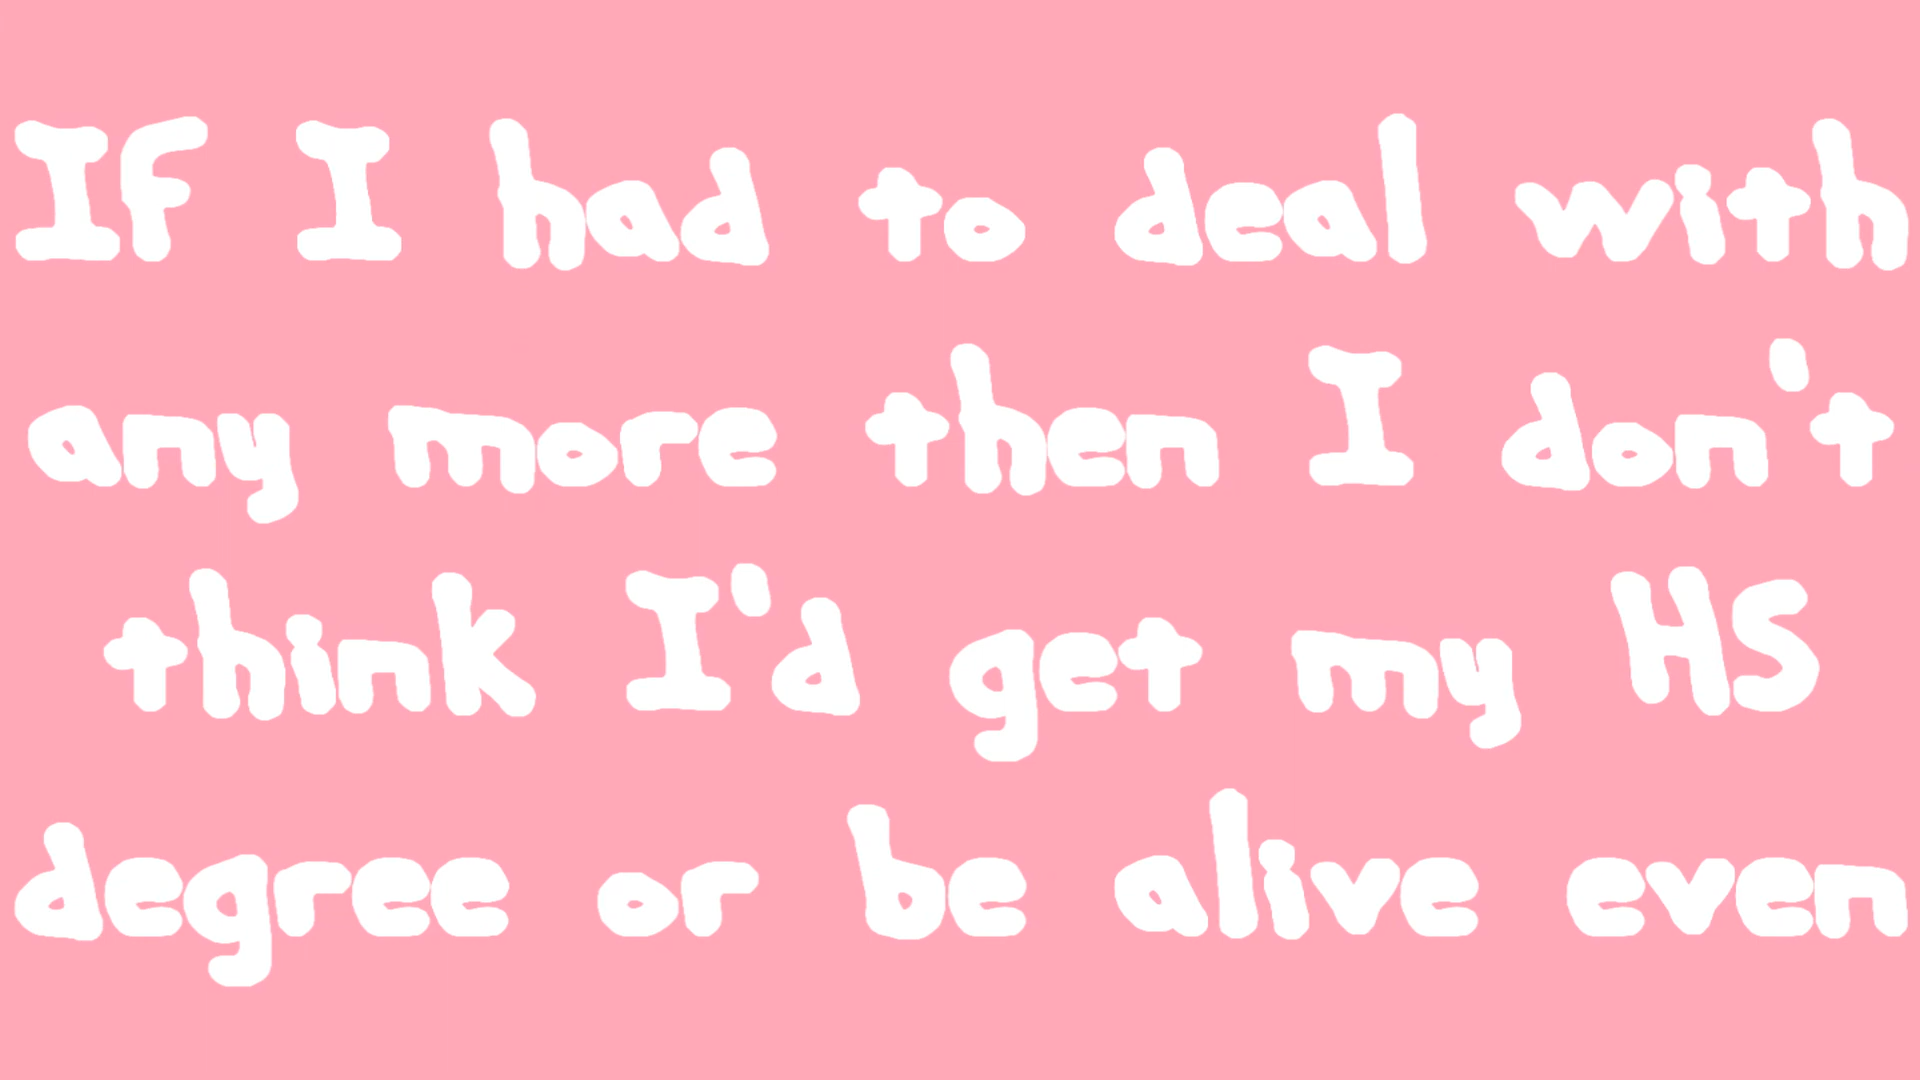 If I had to deal with
any more then I don't
think I'd get my HS
degree or be alive even